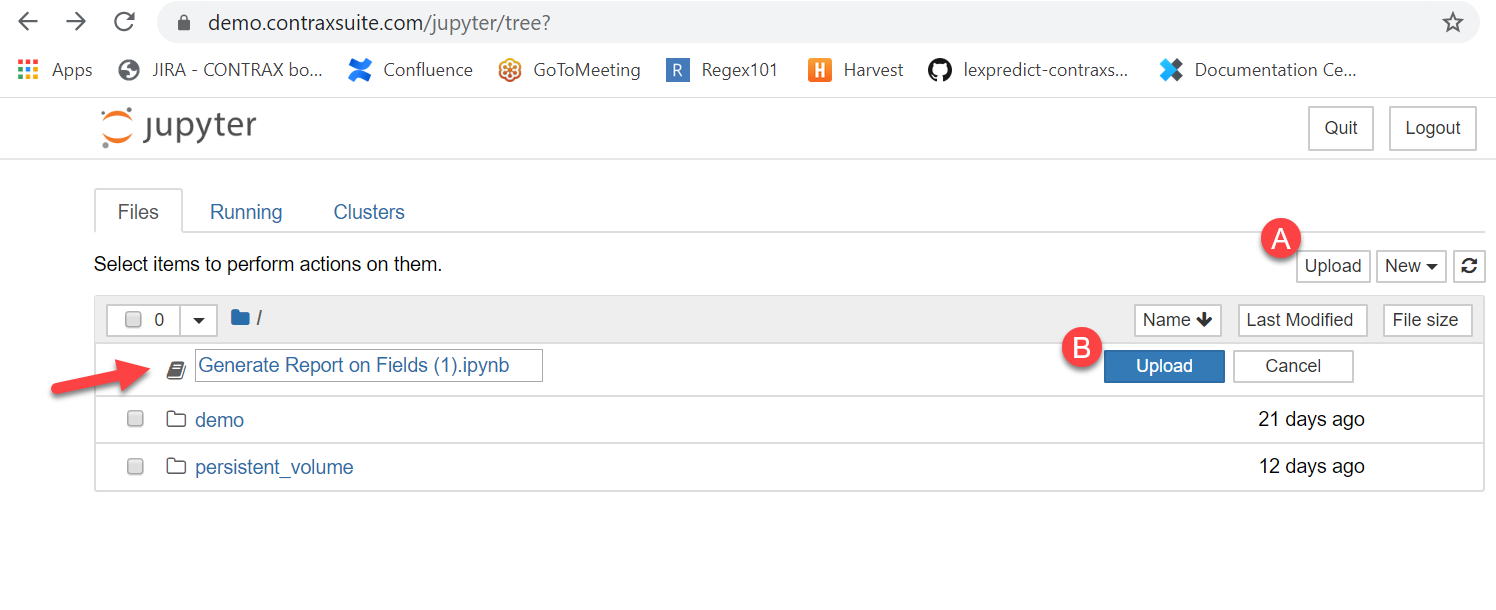 demo.contraxsuite.com/jupyter/tree?
Apps JIRA - CONTRAX bo... Confluence GoToMeeting R Regex101 H Harvest lexpredict-contraxs... Documentation Ce...
jupyter Quit Logout
Files Running Clusters
A
Select items to perform actions on them. Upload New
0 / Name Last Modified File size
Generate Report on Fields (1).ipynb B Upload Cancel
demo 21 days ago
persistent_volume 12 days ago